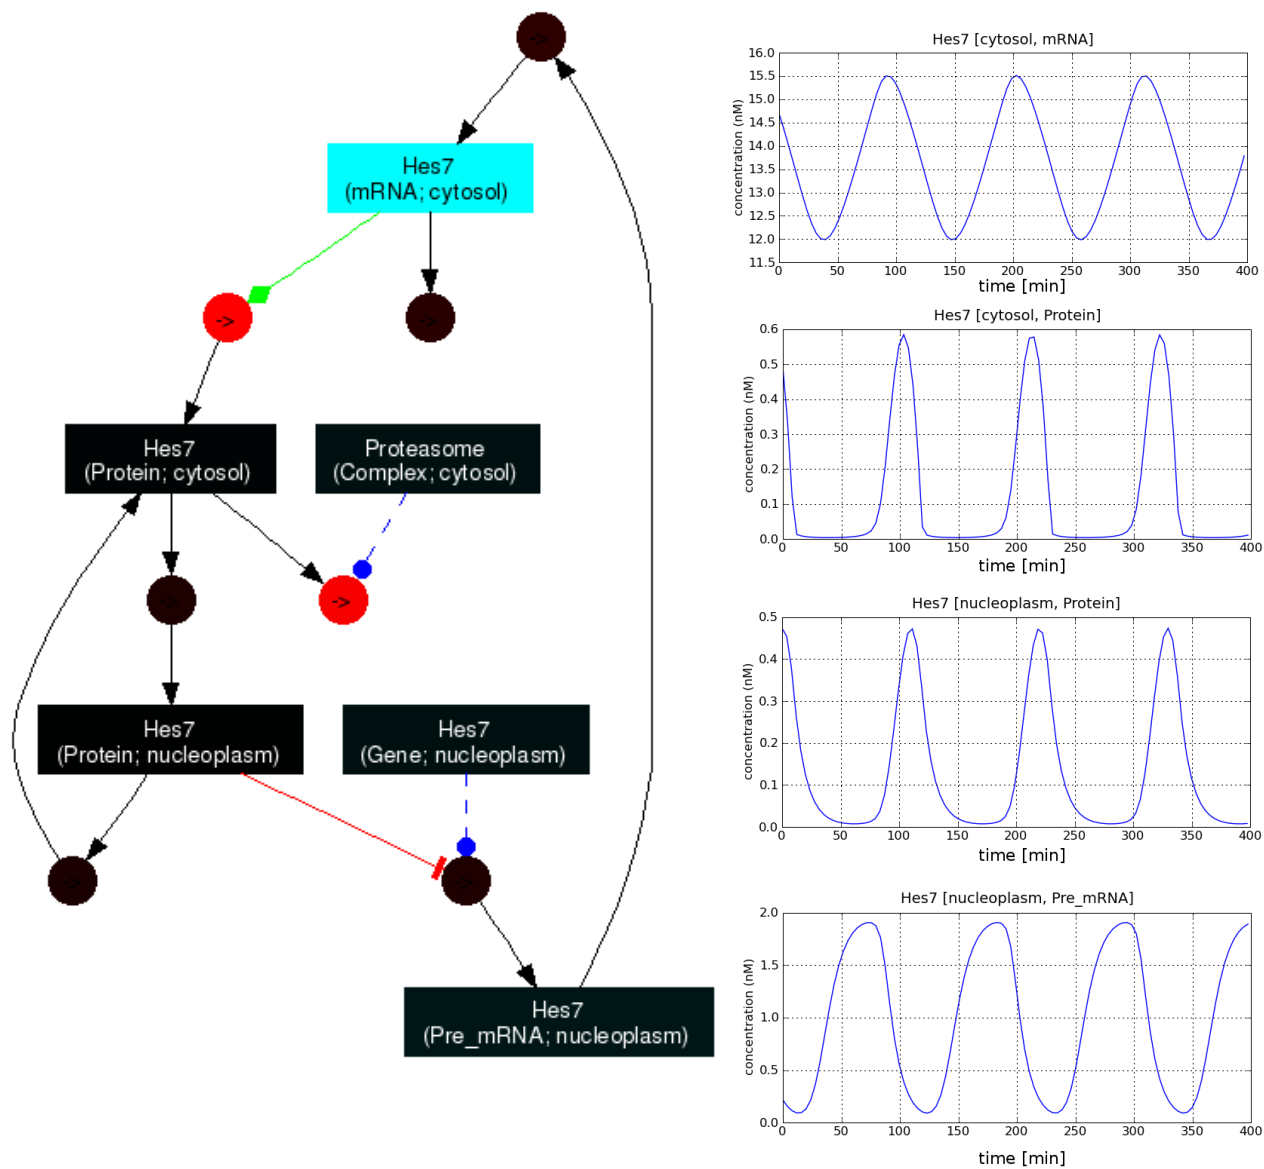 ->
Hes7
(mRNA; cytosol)
->
->
Hes7
(Protein; cytosol)
Proteasome
(Complex; cytosol)
->
->
Hes7
(Protein; nucleoplasm)
Hes7
(Gene; nucleoplasm)
->
->
Hes7
(Pre_mRNA; nucleoplasm)
Hes7 [cytosol, mRNA]
concentration (nM)
16.0
15.5
15.0
14.5
14.0
13.5
13.0
12.5
12.0
11.5
0 50 100 150 200 250 300 350 400
time [min]
Hes7 [cytosol, Protein]
concentration (nM)
0.6
0.5
0.4
0.3
0.2
0.1
0.0
0 50 100 150 200 250 300 350 400
time [min]
Hes7 [nucleoplasm, Protein]
concentration (nM)
0.5
0.4
0.3
0.2
0.1
0.0
0 50 100 150 200 250 300 350 400
time [min]
Hes7 [nucleoplasm, Pre_mRNA]
concentration (nM)
2.0
1.5
1.0
0.5
0.0
0 50 100 150 200 250 300 350 400
time [min]